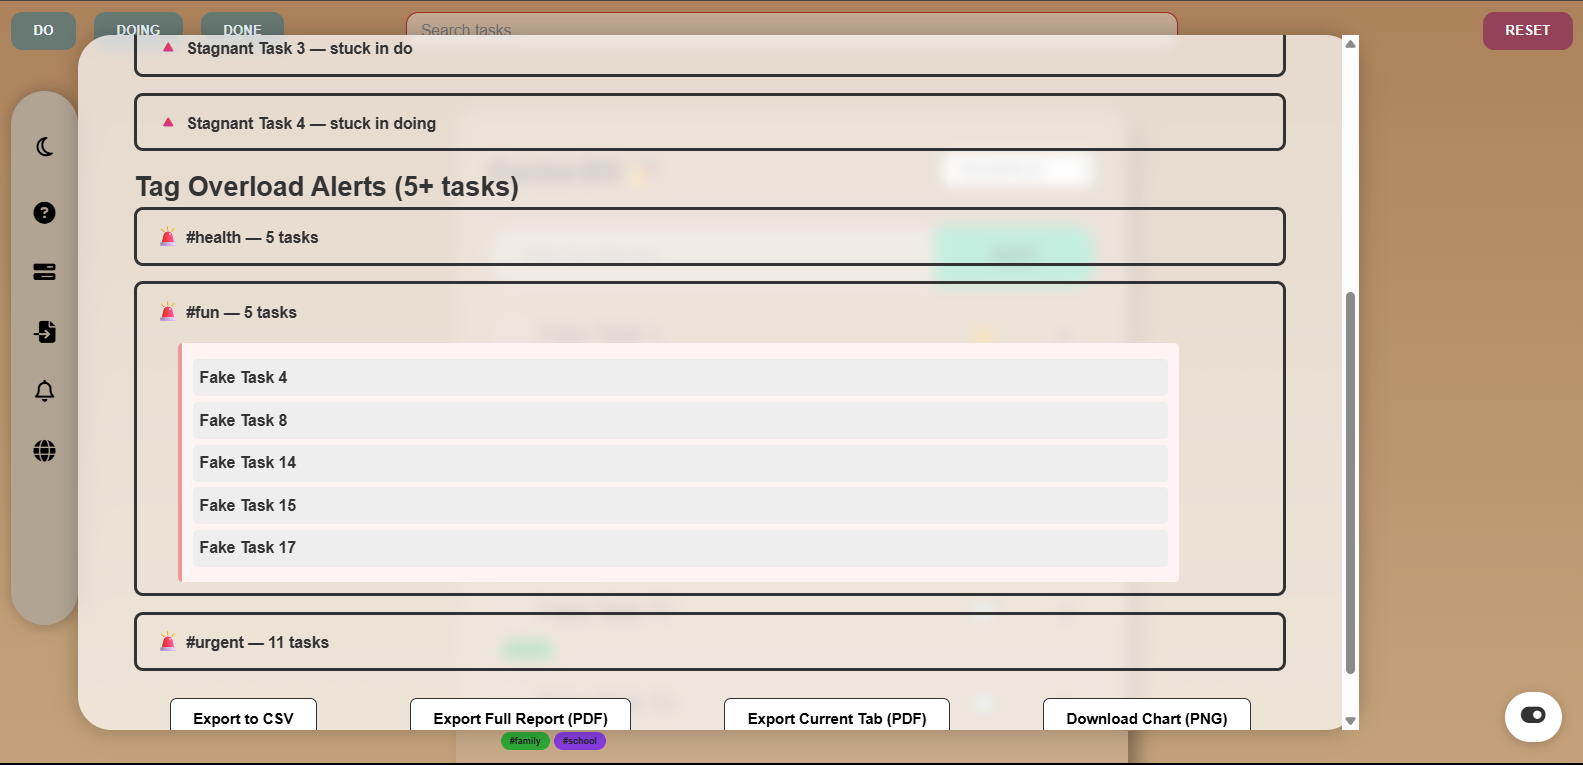 DO
DOING
DONE
Search tasks
RESET
Stagnant Task 3 — stuck in do
Stagnant Task 4 — stuck in doing
Tag Overload Alerts (5+ tasks)
#health — 5 tasks
#fun — 5 tasks
Fake Task 4
Fake Task 8
Fake Task 14
Fake Task 15
Fake Task 17
#urgent — 11 tasks
Export to CSV
Export Full Report (PDF)
Export Current Tab (PDF)
Download Chart (PNG)
#family
#school